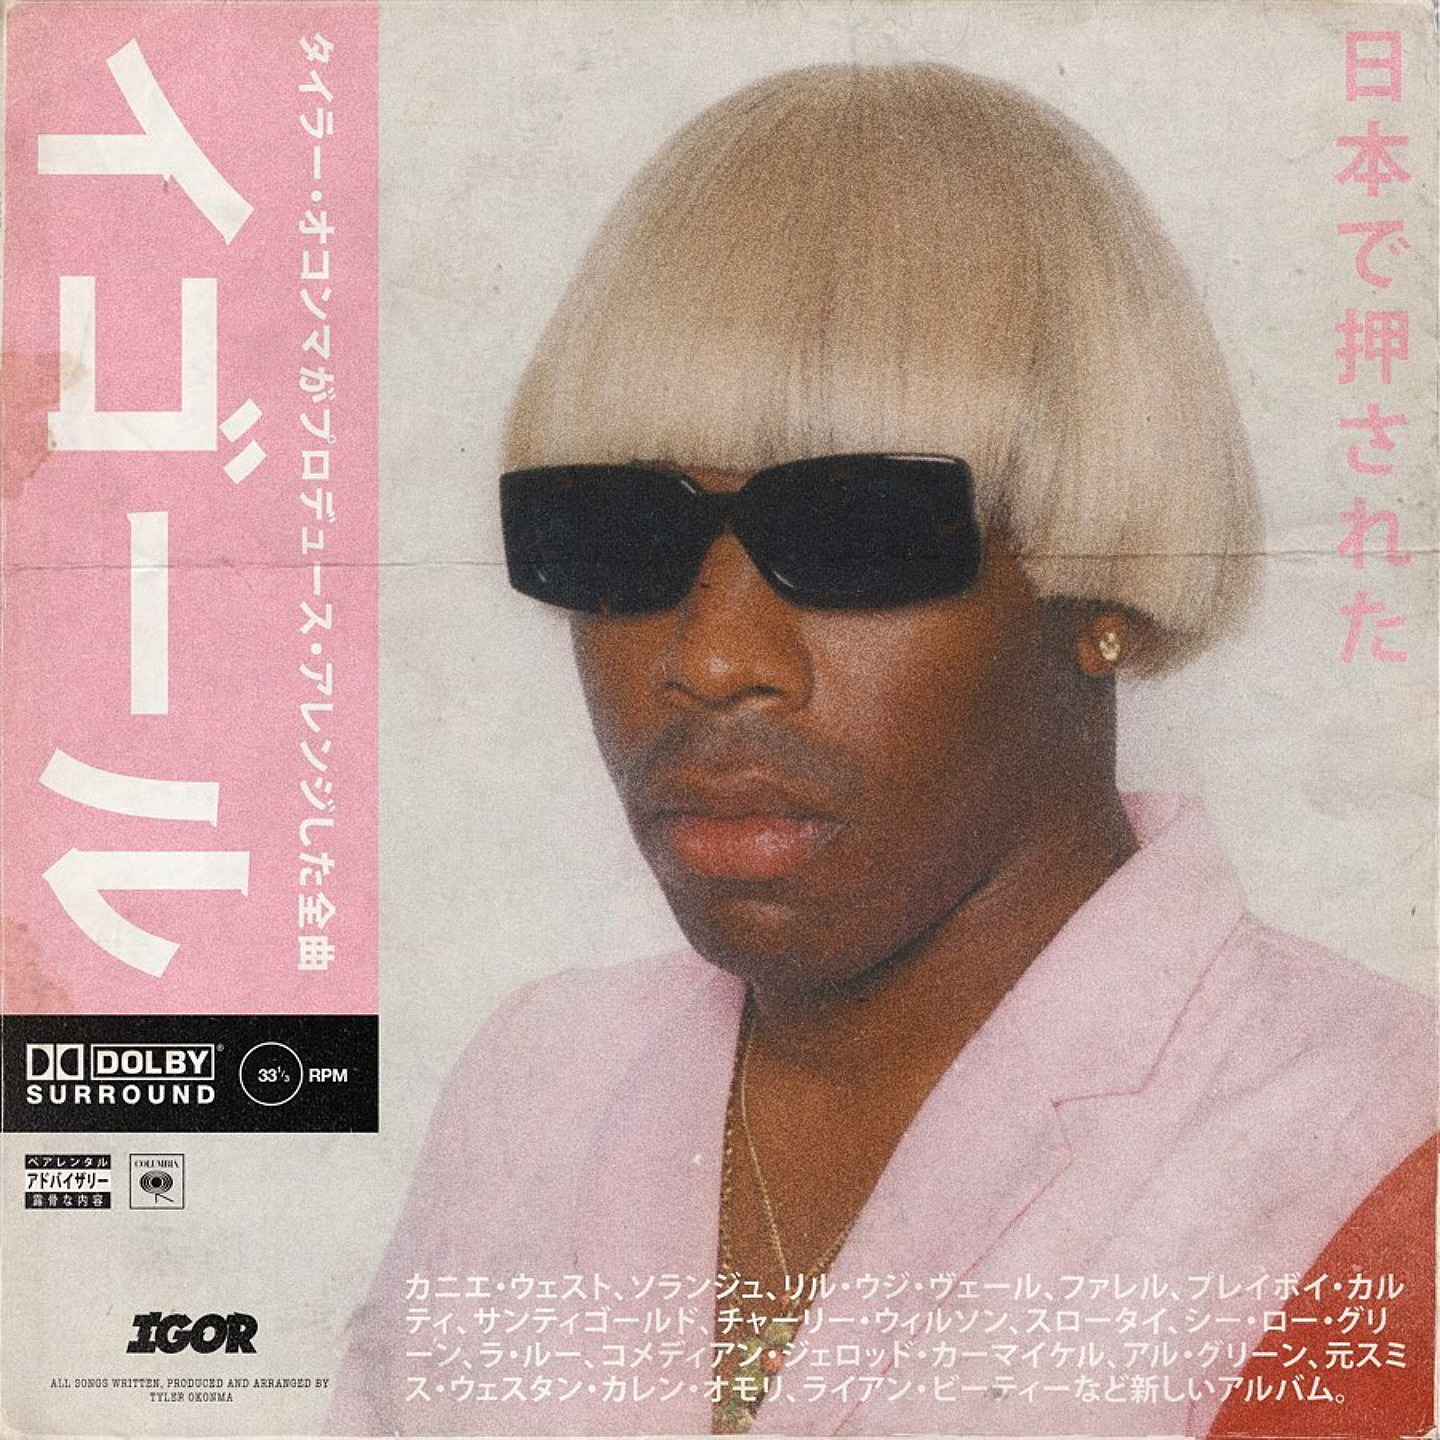 イゴール
タイラー・オコンマがプロデュース・アレンジした全曲
日本で押された
DOLBY
SURROUND
33 1/3 RPM
ペアレンタル
アドバイザリー
露骨な内容
COLUMBIA
IGOR
ALL SONGS WRITTEN, PRODUCED AND ARRANGED BY
TYLER OKONMA
カニエ・ウェスト、ソランジュ、リル・ウジ・ヴェール、ファレル、プレイボイ・カル
ティ、サンティゴールド、チャーリー・ウィルソン、スロータイ、シー・ロー・グリ
ーン、ラ・ルー、コメディアン・ジェロッド・カーマイケル、アル・グリーン、元スミ
ス・ウェスタン・カレン・オモリ、ライアン・ビーティーなど新しいアルバム。